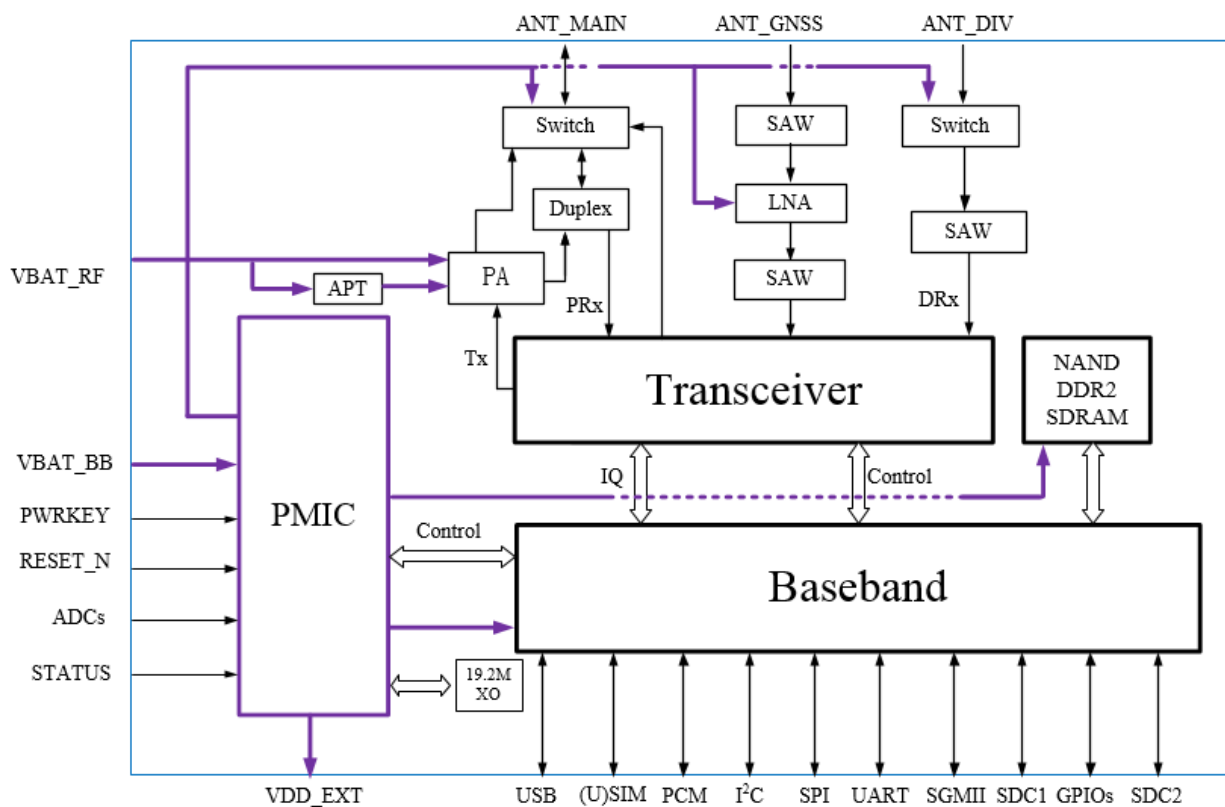 ANT_MAIN
ANT_GNSS
ANT_DIV
Switch
SAW
Switch
Duplex
LNA
SAW
VBAT_RF
APT
PA
SAW
PRx
DRx
Tx
Transceiver
NAND
DDR2
SDRAM
VBAT_BB
IQ
Control
PWRKEY
PMIC
Control
RESET_N
Baseband
ADCs
STATUS
19.2M
XO
VDD_EXT
USB
(U)SIM
PCM
I²C
SPI
UART
SGMII
SDC1
GPIOs
SDC2